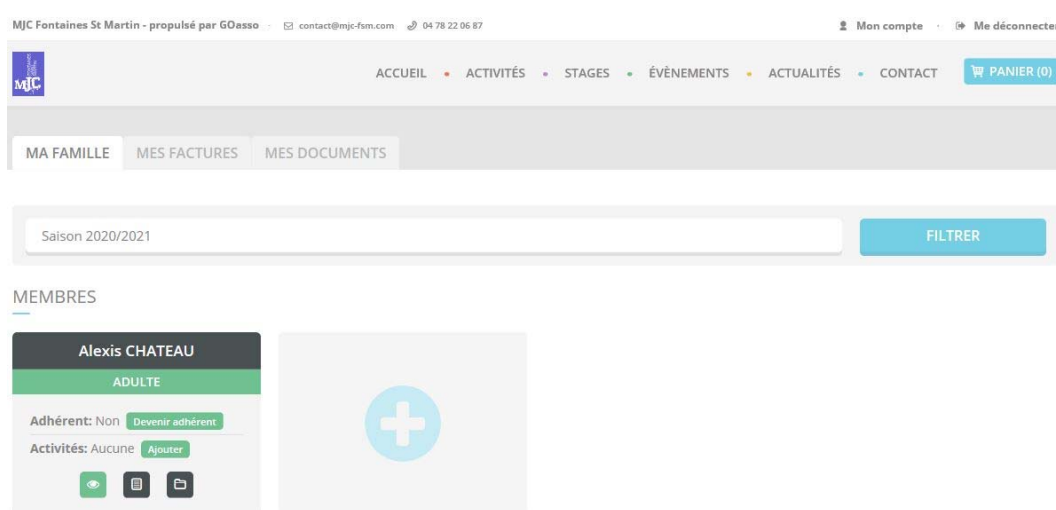 MJC Fontaines St Martin - propulsé par GOasso · contact@mjc-fsm.com 04 78 22 06 87 Mon compte · Me déconnecter
MJC ACCUEIL • ACTIVITÉS • STAGES • ÉVÈNEMENTS • ACTUALITÉS • CONTACT PANIER (0)
MA FAMILLE MES FACTURES MES DOCUMENTS
Saison 2020/2021 FILTRER
MEMBRES
Alexis CHATEAU
ADULTE
Adhérent: Non Devenir adhérent
Activités: Aucune Ajouter